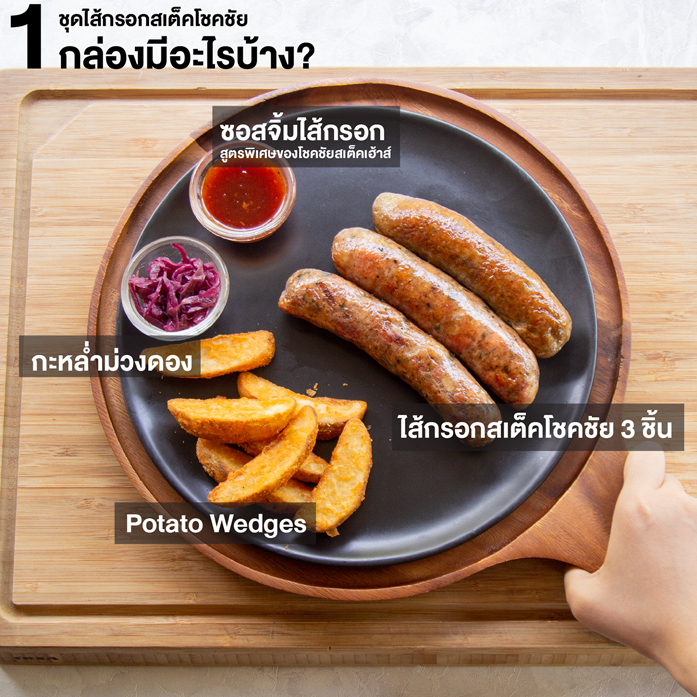 1
ชุดไส้กรอกสเต็คโชคชัย
กล่องมีอะไรบ้าง?
ซอสจิ้มไส้กรอก
สูตรพิเศษของโชคชัยสเต็คเฮ้าส์
กะหล่ำม่วงดอง
ไส้กรอกสเต็คโชคชัย 3 ชิ้น
Potato Wedges